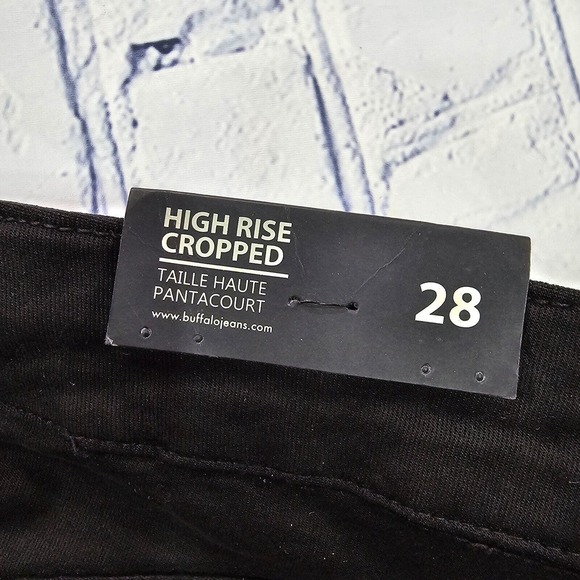 HIGH RISE
CROPPED
TAILLE HAUTE
PANTACOURT
www.buffalojeans.com
28